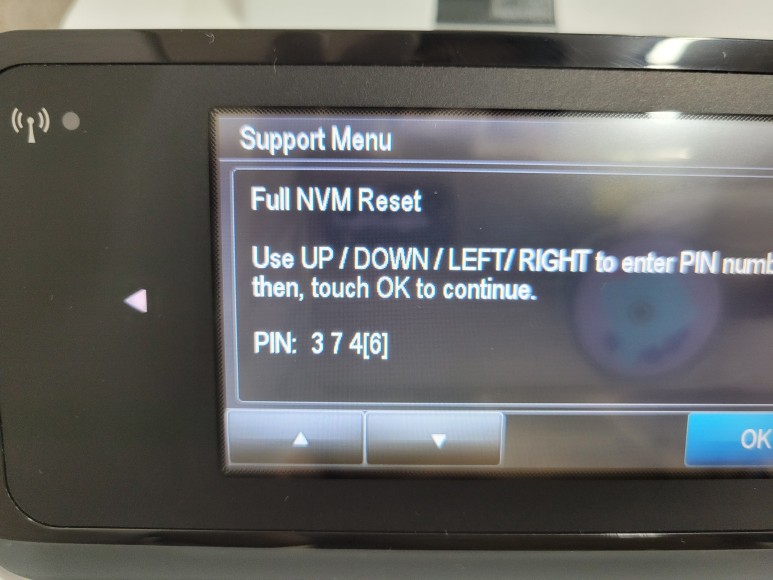 Support Menu
Full NVM Reset
Use UP / DOWN / LEFT/ RIGHT to enter PIN numb
then, touch OK to continue.
PIN: 3 7 4[6]
OK